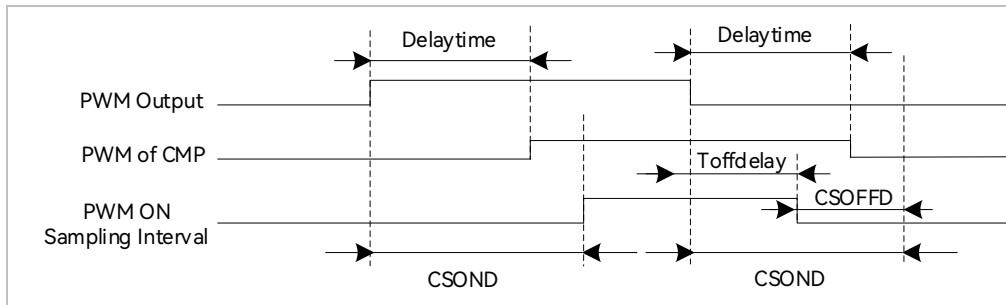 Delaytime
Delaytime
PWM Output
PWM of CMP
Toffdelay
PWM ON
Sampling Interval
CSOFFD
CSOND
CSOND